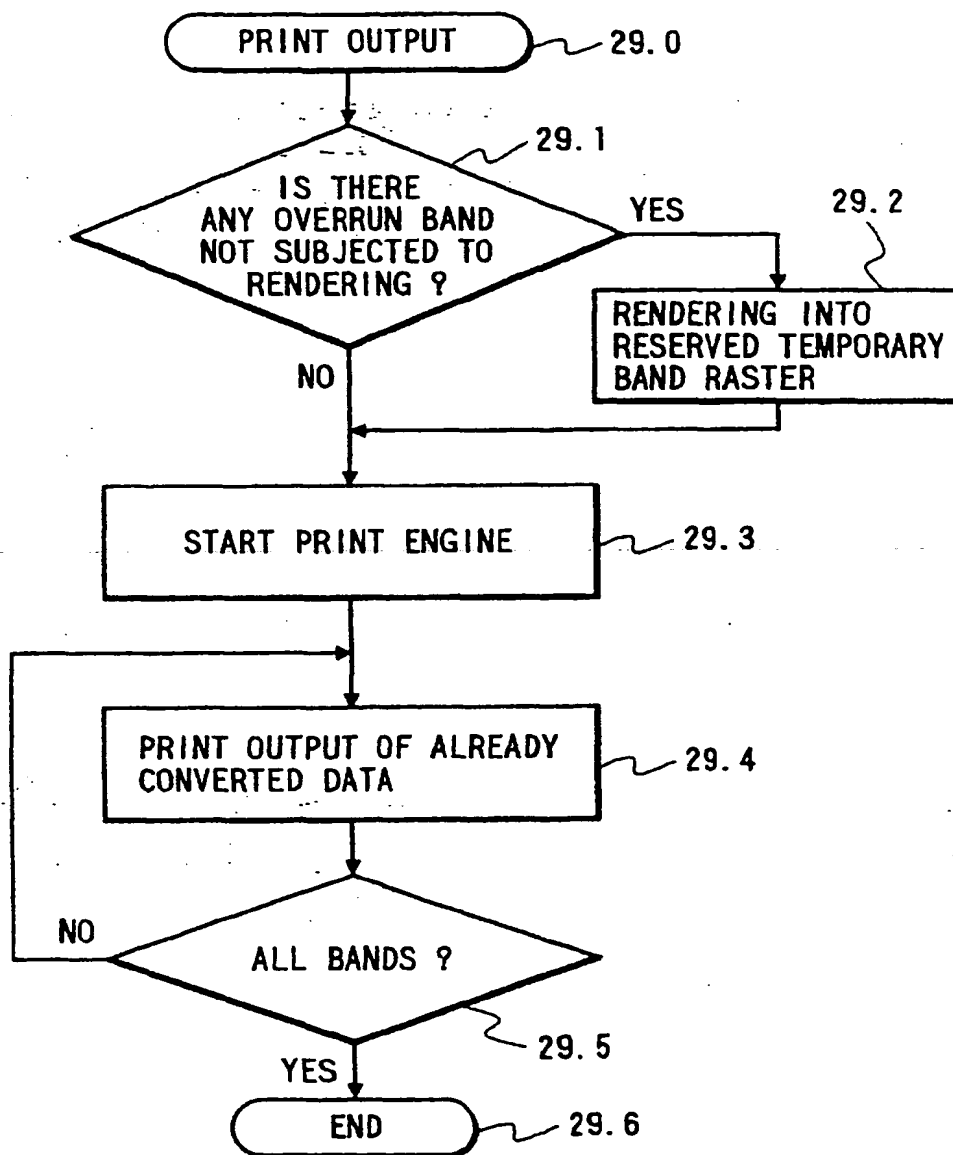 PRINT OUTPUT
29.0
29.1
IS THERE
ANY OVERRUN BAND
NOT SUBJECTED TO
RENDERING ?
YES
29.2
RENDERING INTO
RESERVED TEMPORARY
BAND RASTER
NO
START PRINT ENGINE
29.3
PRINT OUTPUT OF ALREADY
CONVERTED DATA
29.4
NO
ALL BANDS ?
29.5
YES
END
29.6